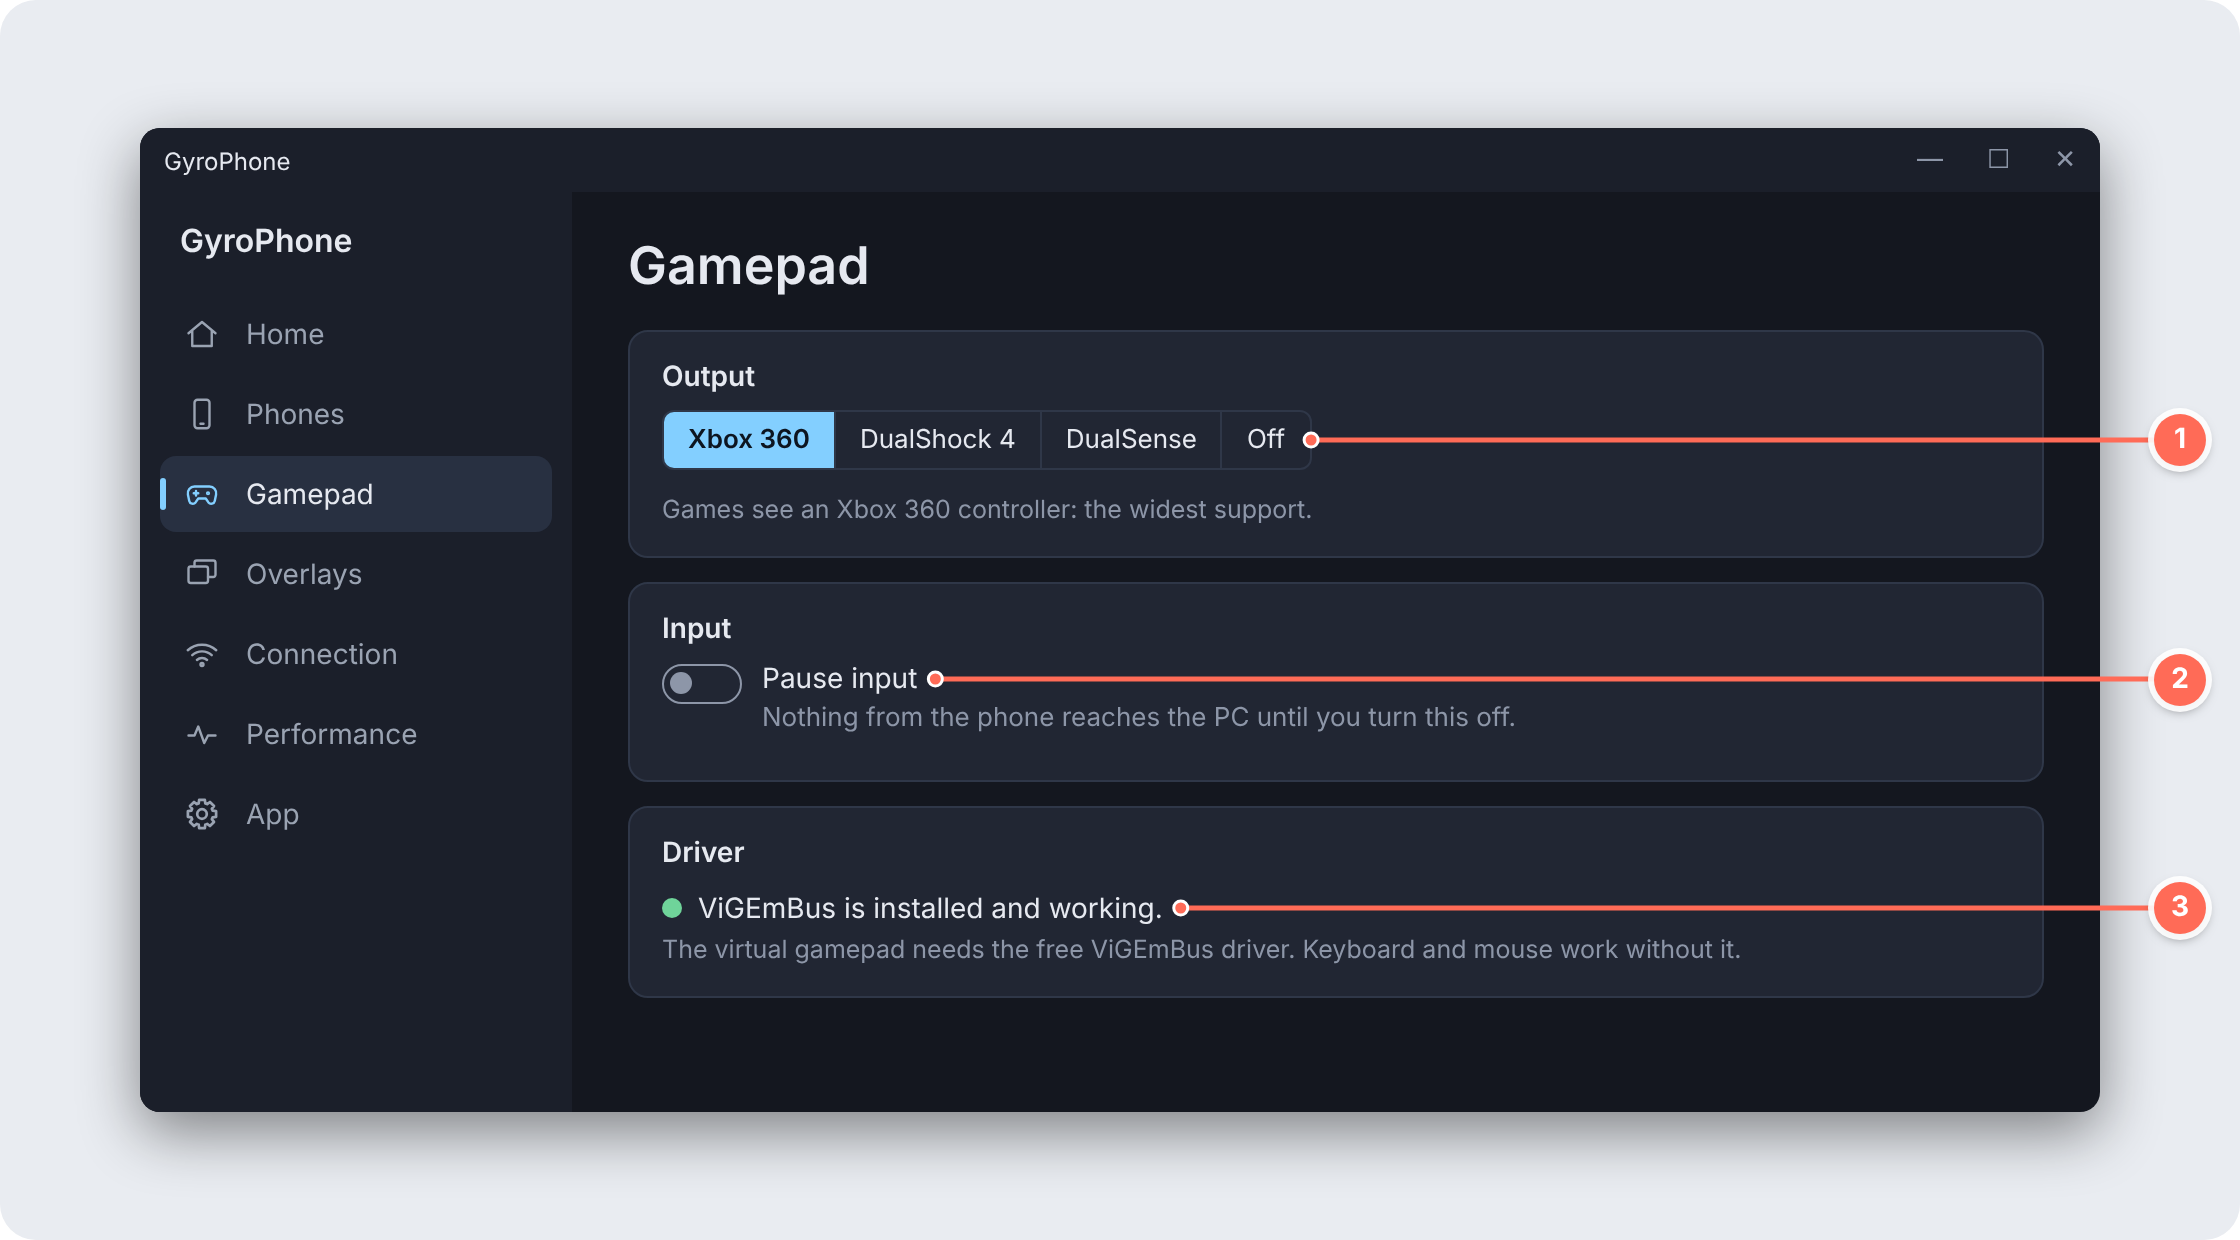 GyroPhone
GyroPhone
Home
Phones
Gamepad
Overlays
Connection
Performance
App
Gamepad
Output
Xbox 360 DualShock 4 DualSense Off
1
Games see an Xbox 360 controller: the widest support.
Input
Pause input
2
Nothing from the phone reaches the PC until you turn this off.
Driver
ViGEmBus is installed and working.
3
The virtual gamepad needs the free ViGEmBus driver. Keyboard and mouse work without it.